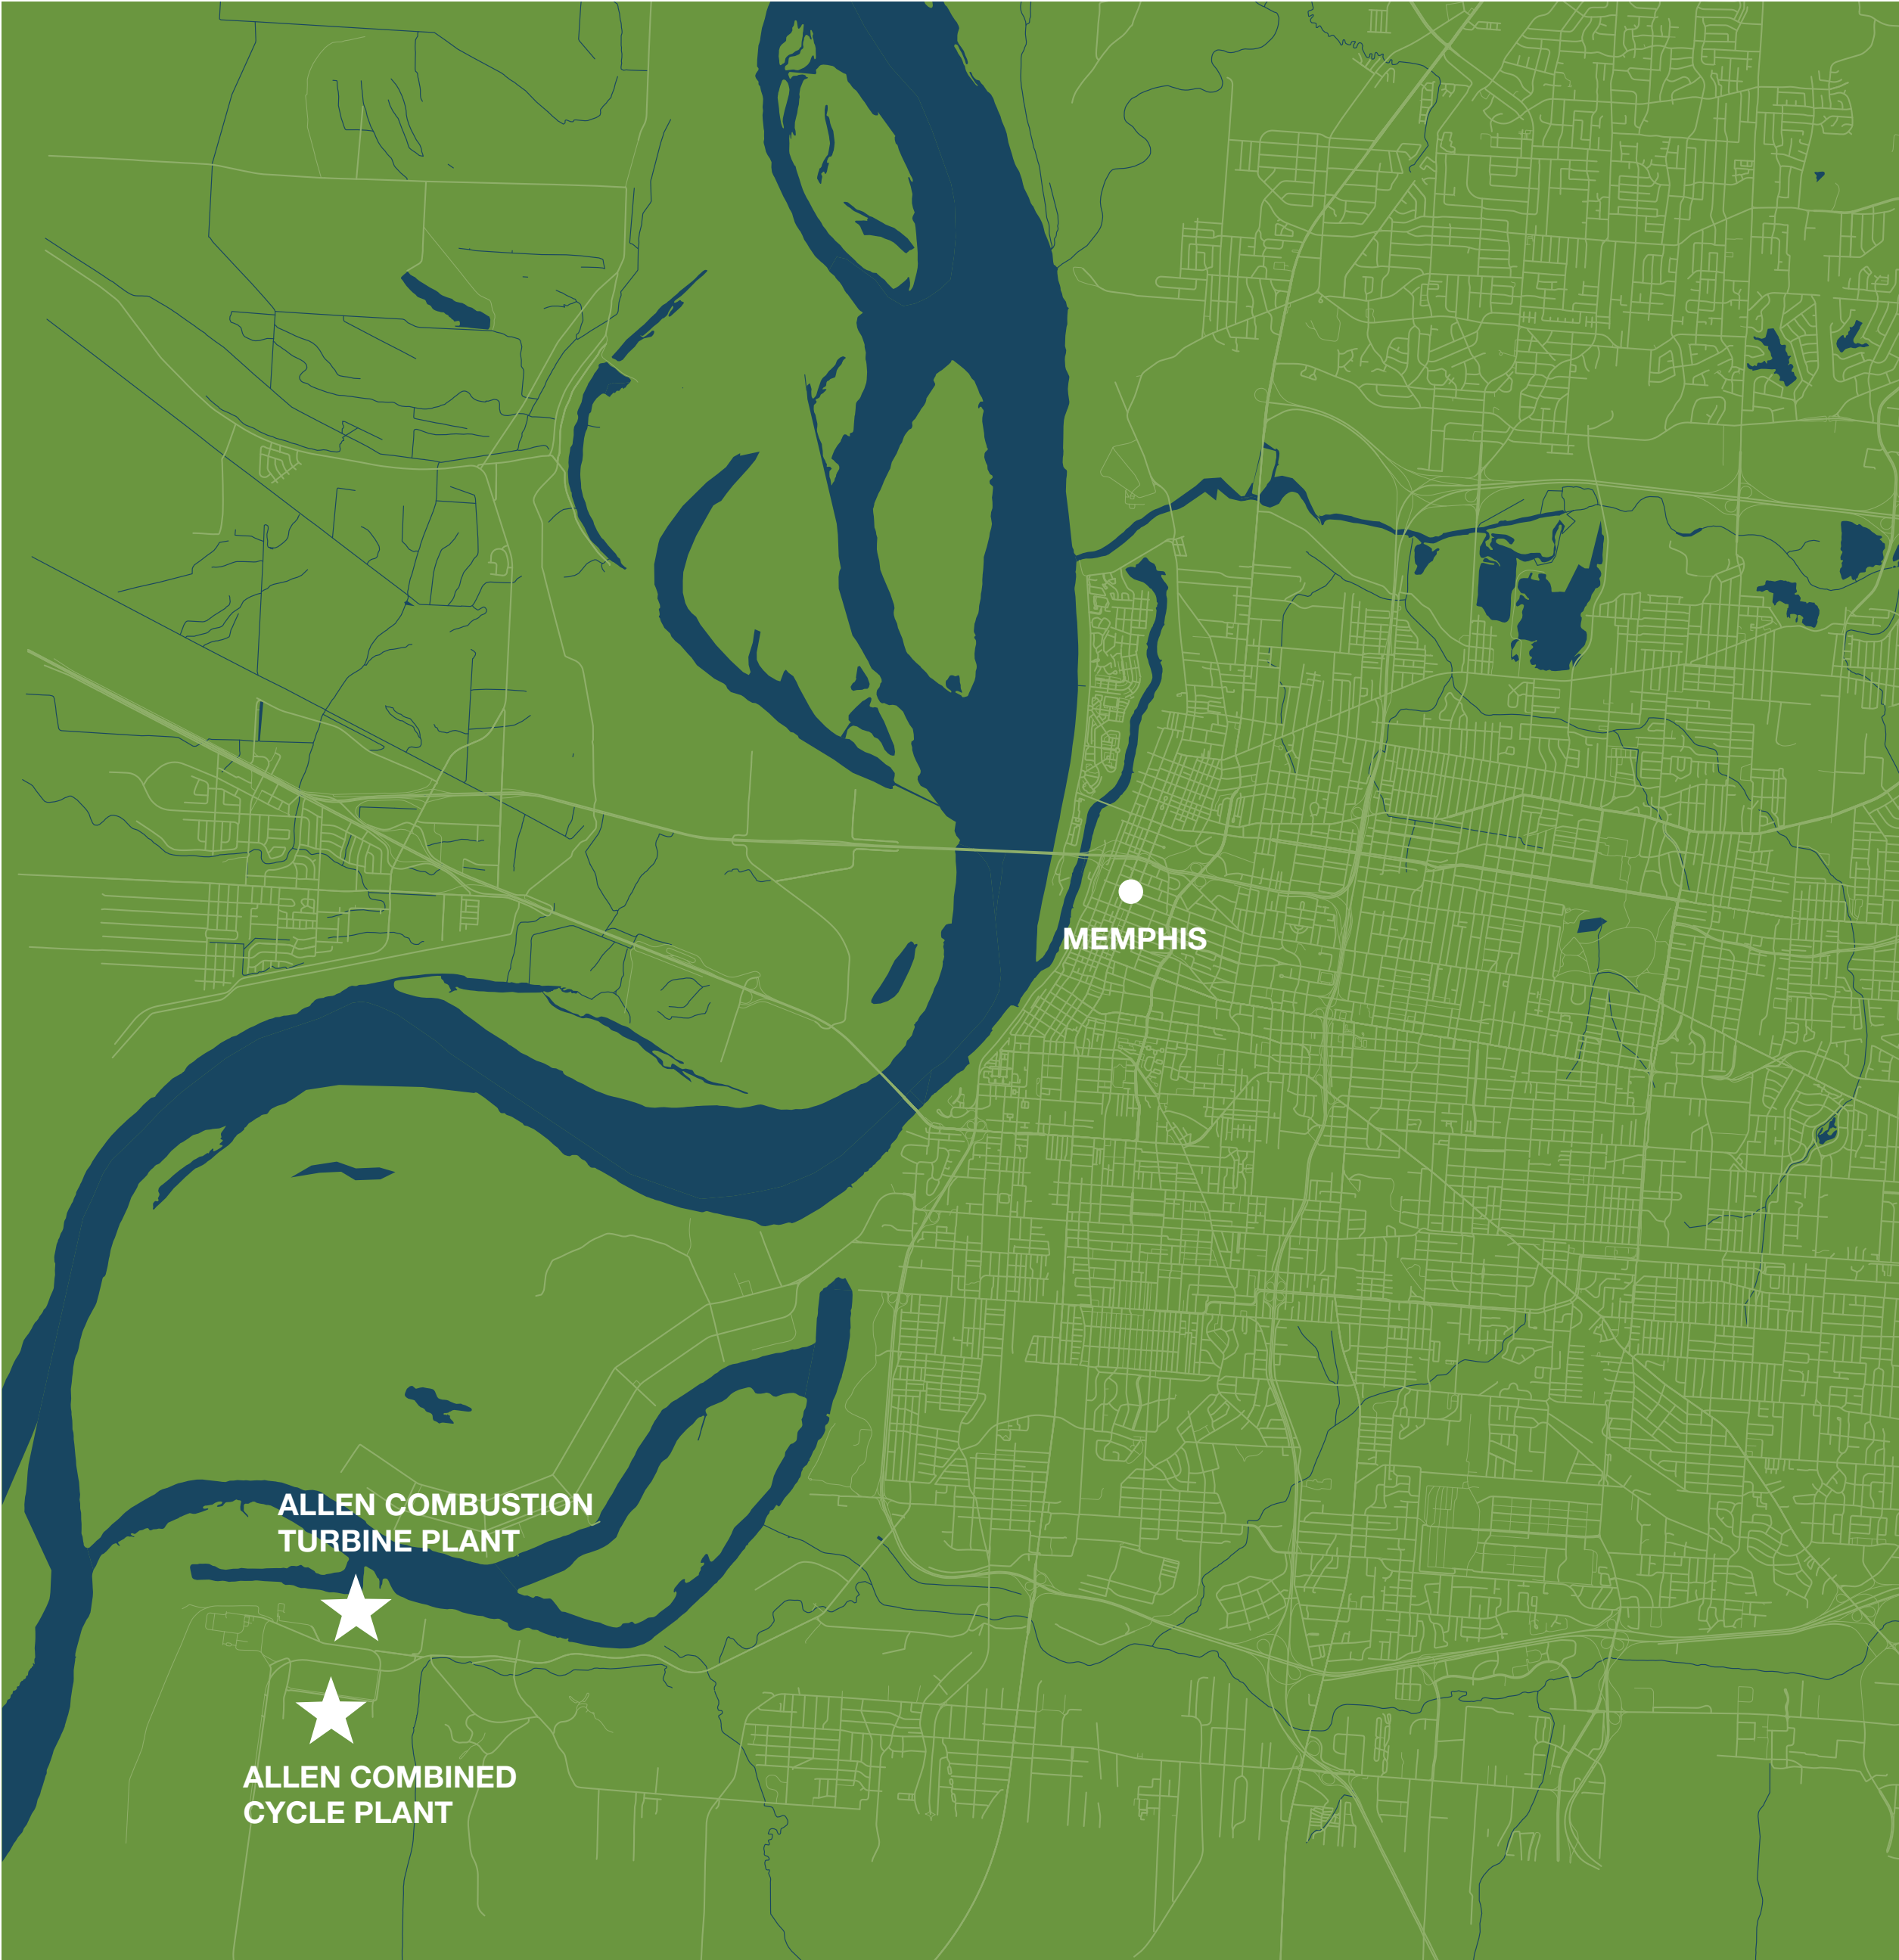 MEMPHIS
ALLEN COMBUSTION
TURBINE PLANT
ALLEN COMBINED
CYCLE PLANT